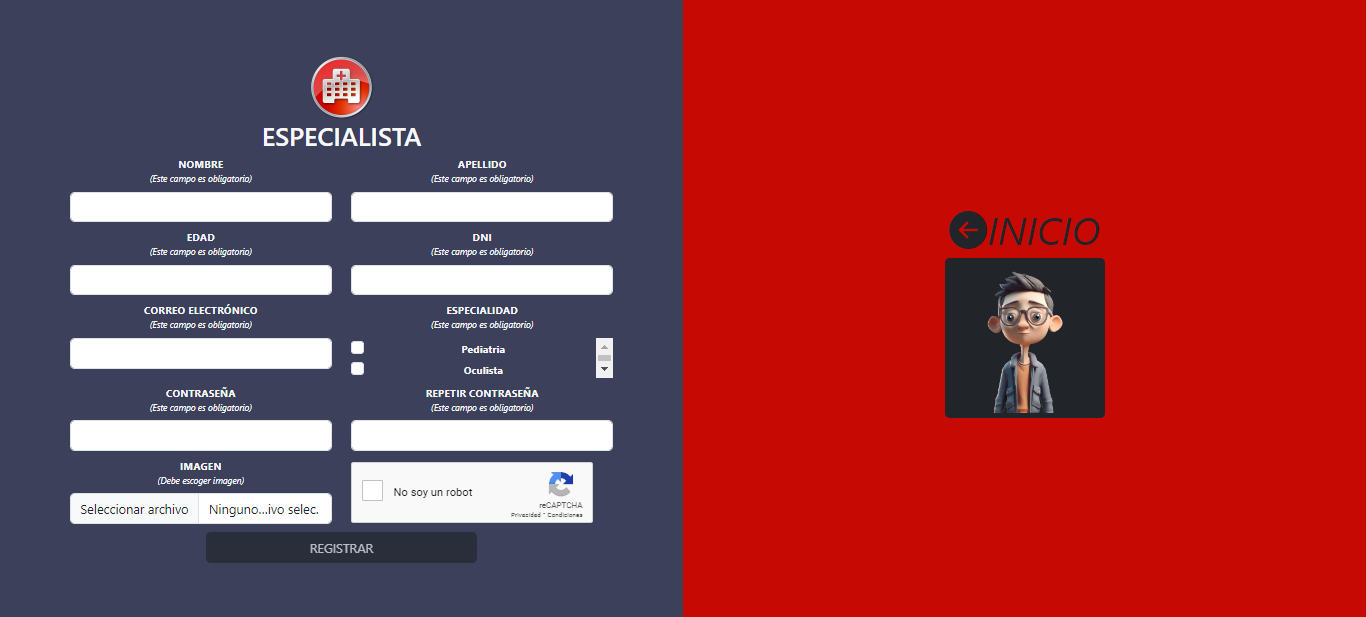 ESPECIALISTA
NOMBRE
(Este campo es obligatorio)
APELLIDO
(Este campo es obligatorio)
EDAD
(Este campo es obligatorio)
DNI
(Este campo es obligatorio)
CORREO ELECTRÓNICO
(Este campo es obligatorio)
ESPECIALIDAD
(Este campo es obligatorio)
Pediatria
Oculista
CONTRASEÑA
(Este campo es obligatorio)
REPETIR CONTRASEÑA
(Este campo es obligatorio)
IMAGEN
(Debe escoger imagen)
Seleccionar archivo Ninguno...ivo selec.
No soy un robot
reCAPTCHA
Privacidad - Condiciones
REGISTRAR
INICIO